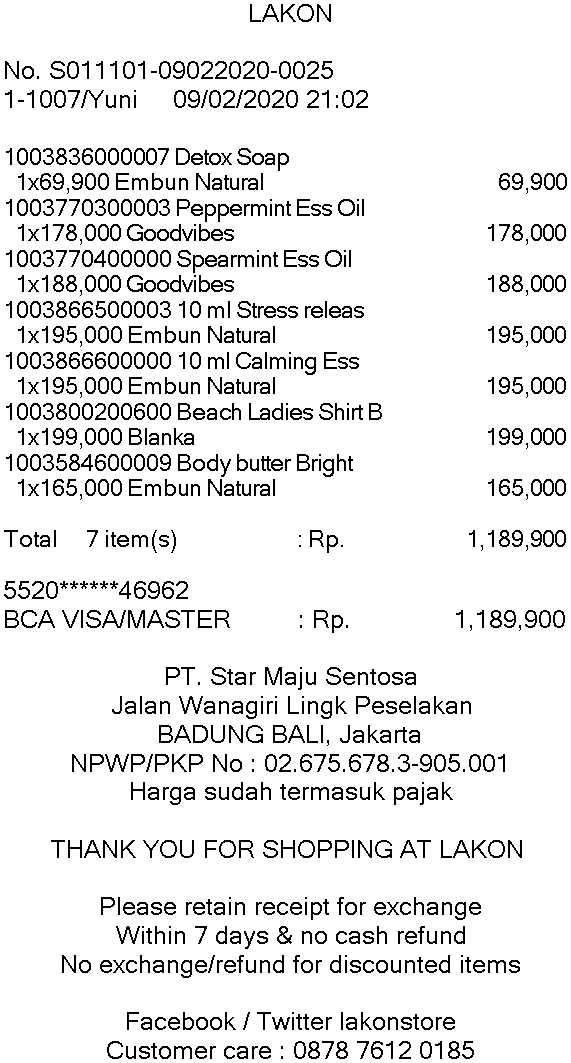 LAKON
No. S011101-09022020-0025
1-1007/Yuni 09/02/2020 21:02
1003836000007 Detox Soap
1x69,900 Embun Natural 69,900
1003770300003 Peppermint Ess Oil
1x178,000 Goodvibes 178,000
1003770400000 Spearmint Ess Oil
1x188,000 Goodvibes 188,000
1003866500003 10 ml Stress releas
1x195,000 Embun Natural 195,000
1003866600000 10 ml Calming Ess
1x195,000 Embun Natural 195,000
1003800200600 Beach Ladies Shirt B
1x199,000 Blanka 199,000
1003584600009 Body butter Bright
1x165,000 Embun Natural 165,000
Total 7 item(s) : Rp. 1,189,900
5520******46962
BCA VISA/MASTER : Rp. 1,189,900
PT. Star Maju Sentosa
Jalan Wanagiri Lingk Peselakan
BADUNG BALI, Jakarta
NPWP/PKP No : 02.675.678.3-905.001
Harga sudah termasuk pajak
THANK YOU FOR SHOPPING AT LAKON
Please retain receipt for exchange
Within 7 days & no cash refund
No exchange/refund for discounted items
Facebook / Twitter lakonstore
Customer care : 0878 7612 0185